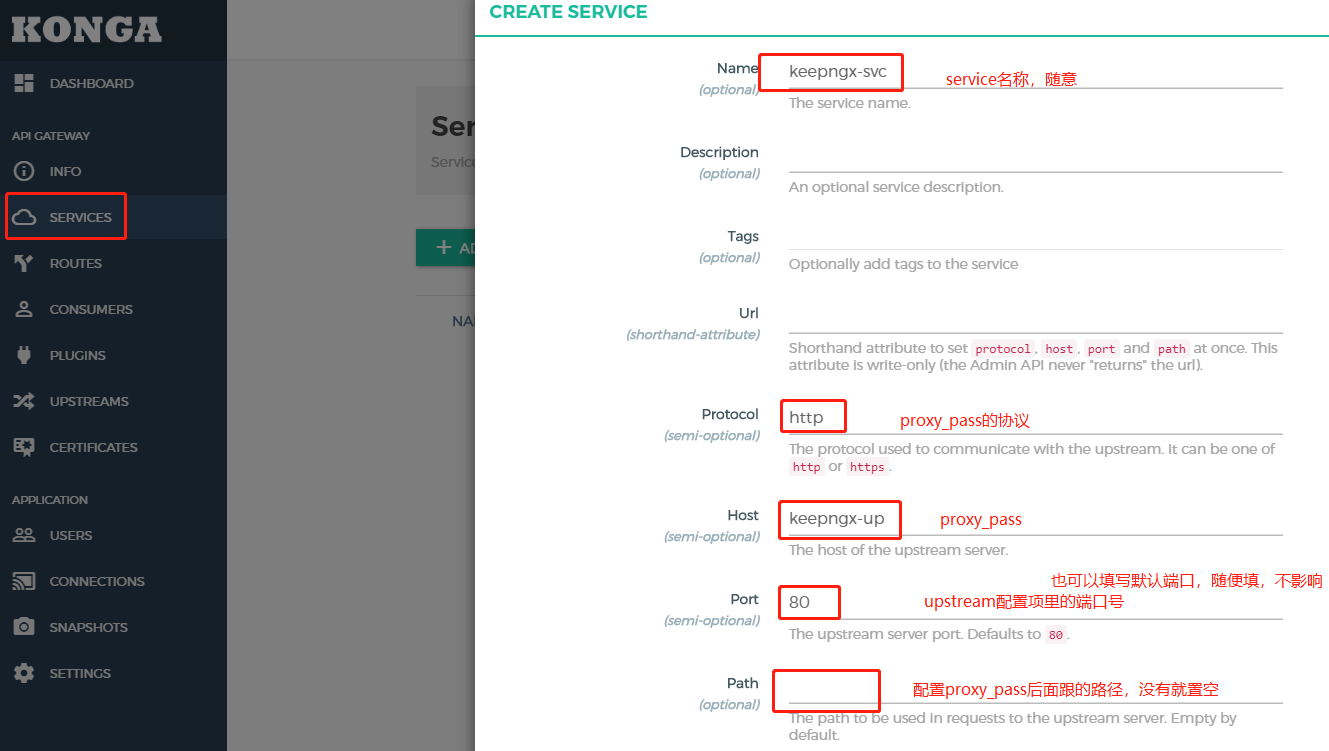 KONGA
DASHBOARD
API GATEWAY
INFO
SERVICES
ROUTES
CONSUMERS
PLUGINS
UPSTREAMS
CERTIFICATES
APPLICATION
USERS
CONNECTIONS
SNAPSHOTS
SETTINGS
Ser
Service
+ AD
NA
CREATE SERVICE
Name keepngx-svc service名称，随意
(optional)
The service name.
Description
(optional)
An optional service description.
Tags
(optional)
Optionally add tags to the service
Url
(shorthand-attribute)
Shorthand attribute to set protocol, host, port and path at once. This
attribute is write-only (the Admin API never "returns" the url).
Protocol http proxy_pass的协议
(semi-optional)
The protocol used to communicate with the upstream. It can be one of
http or https.
Host keepngx-up proxy_pass
(semi-optional)
The host of the upstream server.
也可以填写默认端口，随便填，不影响
Port 80 upstream配置项里的端口号
(semi-optional)
The upstream server port. Defaults to 80.
Path 配置proxy_pass后面跟的路径，没有就置空
(optional)
The path to be used in requests to the upstream server. Empty by
default.